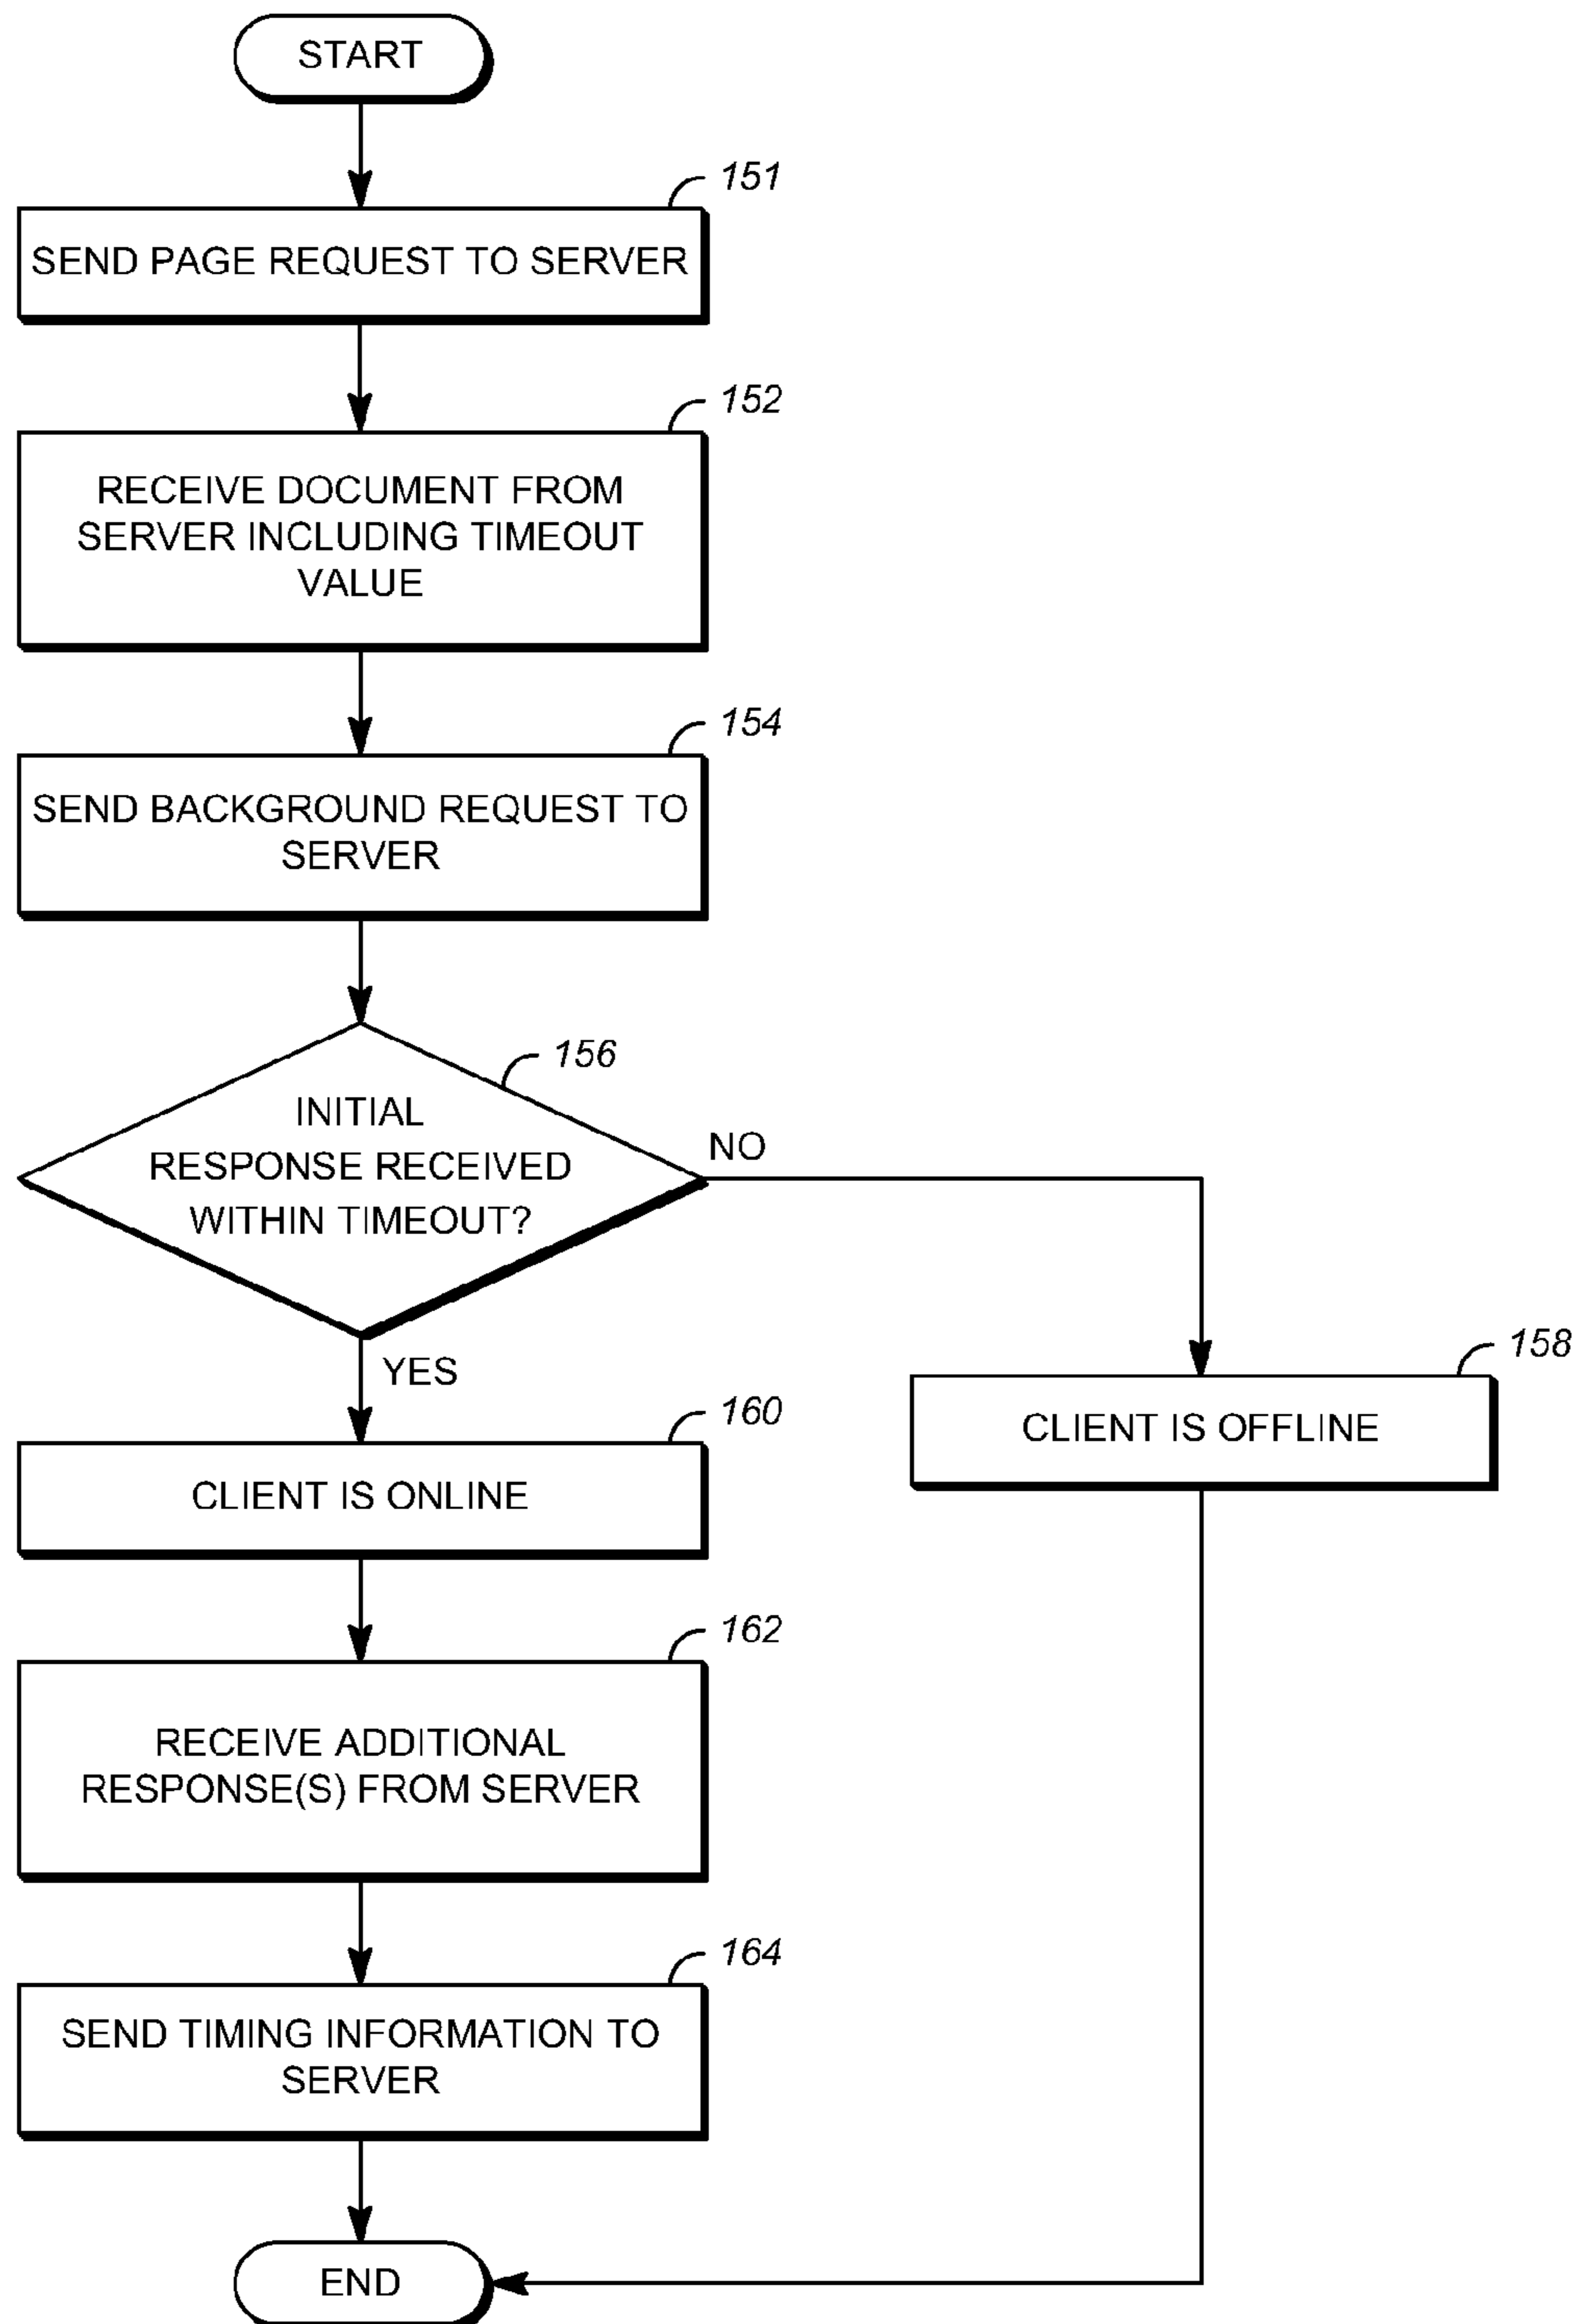 START
151
SEND PAGE REQUEST TO SERVER
152
RECEIVE DOCUMENT FROM
SERVER INCLUDING TIMEOUT
VALUE
154
SEND BACKGROUND REQUEST TO
SERVER
156
INITIAL
RESPONSE RECEIVED
WITHIN TIMEOUT?
NO
YES
158
CLIENT IS OFFLINE
160
CLIENT IS ONLINE
162
RECEIVE ADDITIONAL
RESPONSE(S) FROM SERVER
164
SEND TIMING INFORMATION TO
SERVER
END